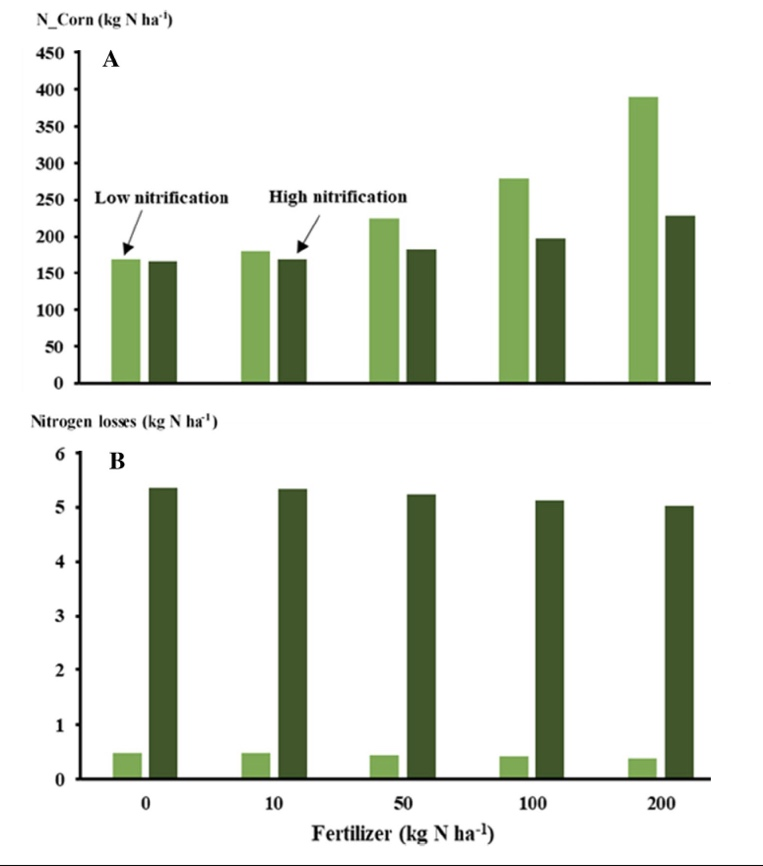 N_Corn (kg N ha⁻¹)
A
450
400
350
300
250
200
150
100
50
0
Low nitrification
High nitrification
Nitrogen losses (kg N ha⁻¹)
B
6
5
4
3
2
1
0
0 10 50 100 200
Fertilizer (kg N ha⁻¹)